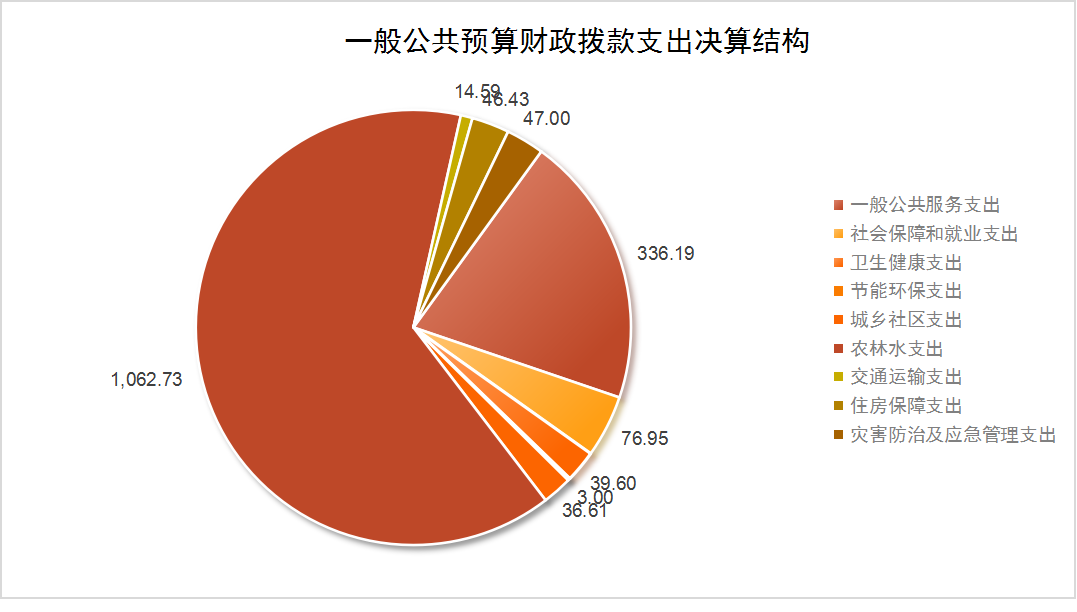 一般公共预算财政拨款支出决算结构
14.59
46.43
47.00
336.19
1,062.73
76.95
39.60
3.00
36.61
一般公共服务支出
社会保障和就业支出
卫生健康支出
节能环保支出
城乡社区支出
农林水支出
交通运输支出
住房保障支出
灾害防治及应急管理支出